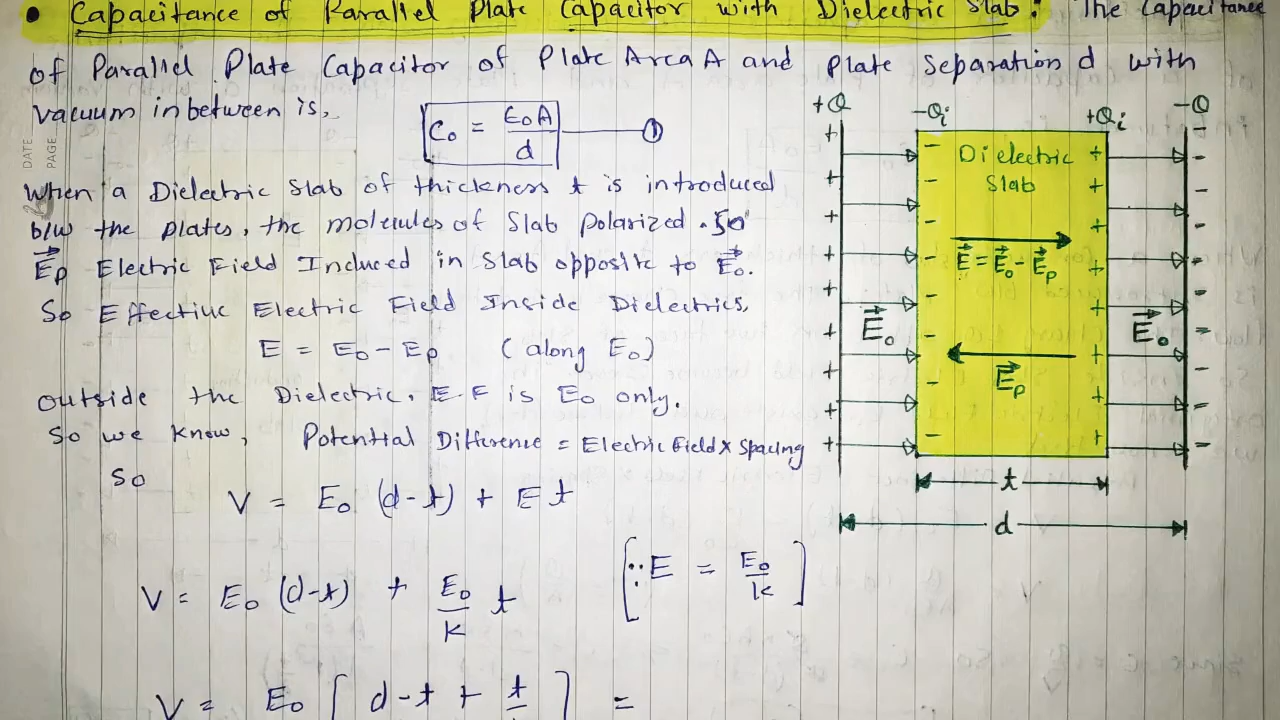 • Capacitance of Parallel Plate Capacitor with Dielectric Slab: The Capacitance
of Parallel Plate Capacitor of Plate Area A and Plate Separation d with
vacuum inbetween is,
C₀ = ε₀A/d ①
DATE
PAGE
When a Dielectric Slab of thickness t is introduced
b/w the plates, the molecules of Slab Polarized. So
E⃗p Electric Field Induced in Slab opposite to E⃗₀.
So Effective Electric Field Inside Dielectrics,
E = E₀ - Ep (along E₀)
outside the Dielectric, E.F is E₀ only.
So we know, Potential Difference = Electric Field × Spacing
So
V = E₀ (d-t) + E t
V = E₀ (d-t) + E₀/K t [∵ E = E₀/K]
V = E₀ [ d-t + t/ ] =
+Q -Qi +Qi -Q
Dielectric
Slab
E⃗ = E⃗₀ - E⃗p
E⃗₀ E⃗₀
E⃗p
t
d